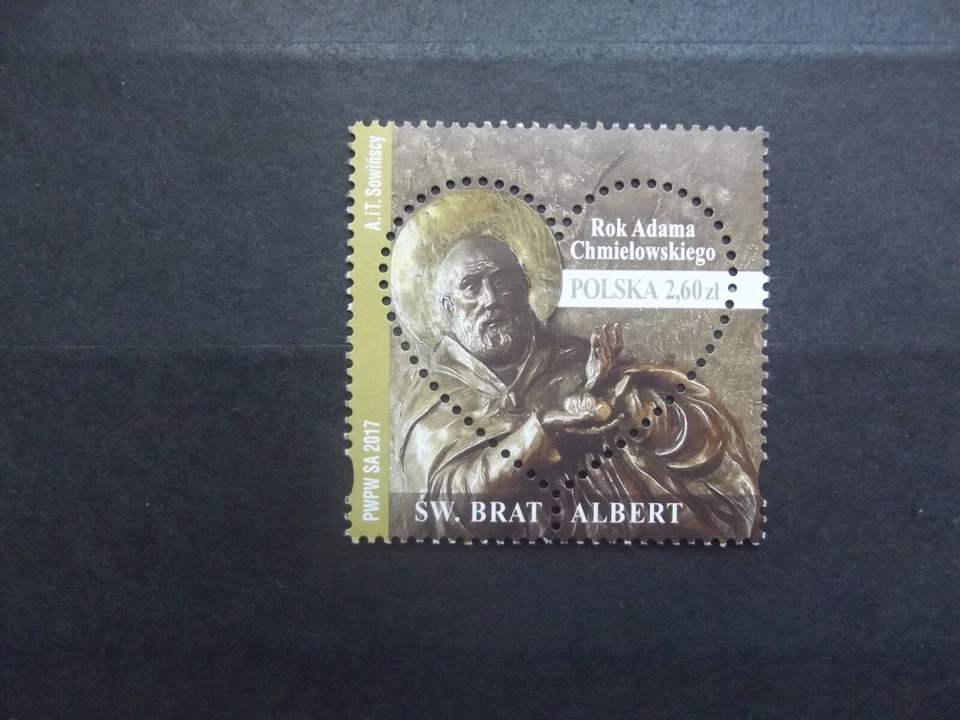 A. i T. Sowińscy
PWPW SA 2017
Rok Adama
Chmielowskiego
POLSKA 2,60 zł
ŚW. BRAT ALBERT